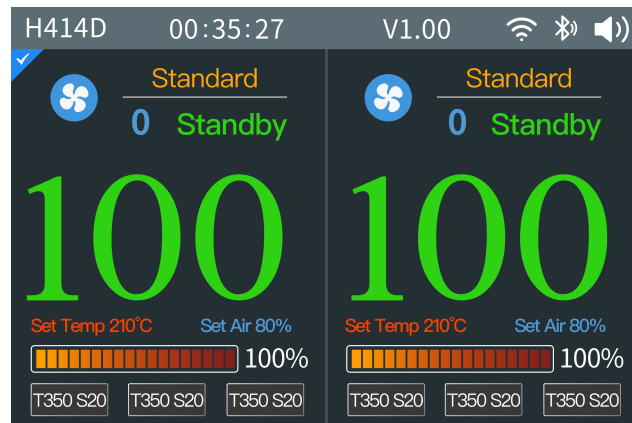 H414D 00:35:27 V1.00
Standard
0 Standby
100
Set Temp 210°C Set Air 80%
100%
T350 S20 T350 S20 T350 S20
Standard
0 Standby
100
Set Temp 210°C Set Air 80%
100%
T350 S20 T350 S20 T350 S20